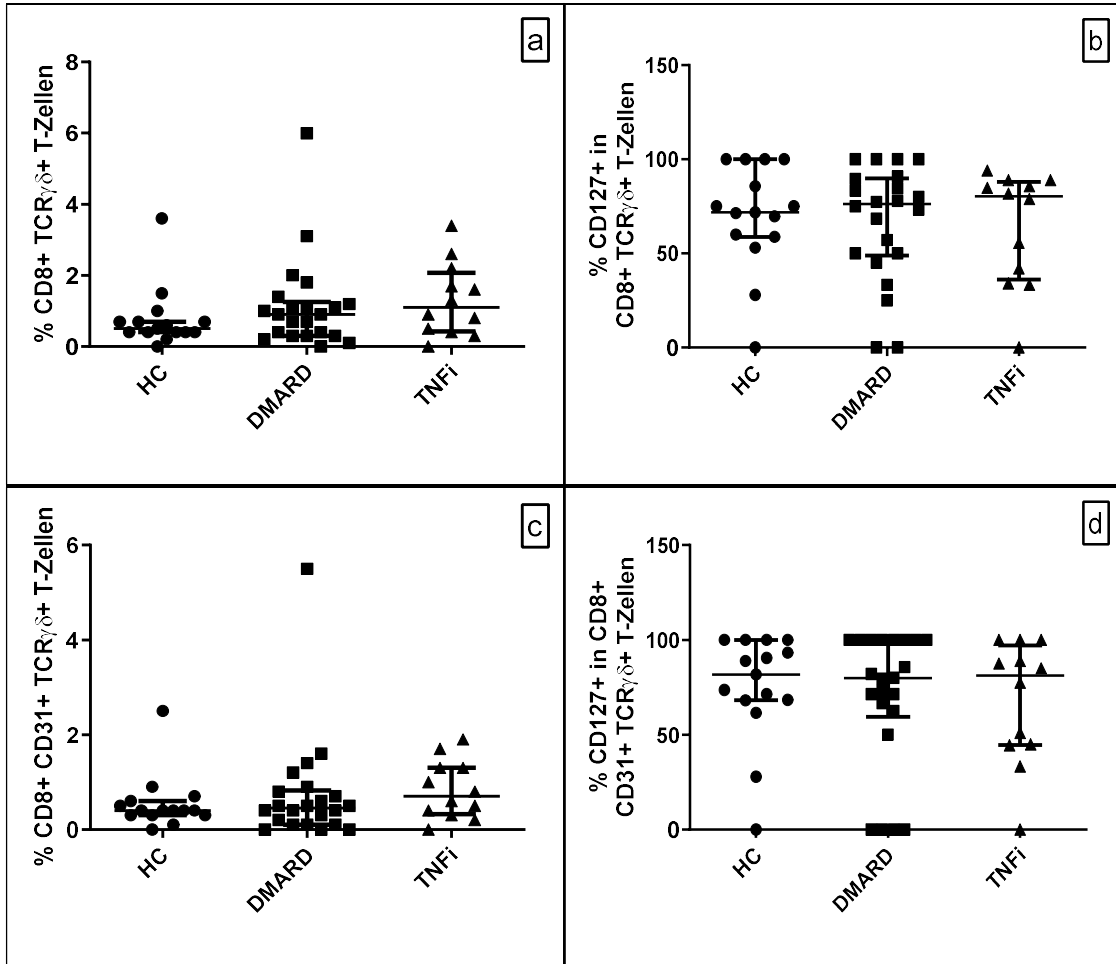 a
% CD8+ TCRγδ+ T-Zellen
8
6
4
2
0
HC
DMARD
TNFi
b
% CD127+ in
CD8+ TCRγδ+ T-Zellen
150
100
50
0
HC
DMARD
TNFi
c
% CD8+ CD31+ TCRγδ+ T-Zellen
6
4
2
0
HC
DMARD
TNFi
d
% CD127+ in CD8+
CD31+ TCRγδ+ T-Zellen
150
100
50
0
HC
DMARD
TNFi